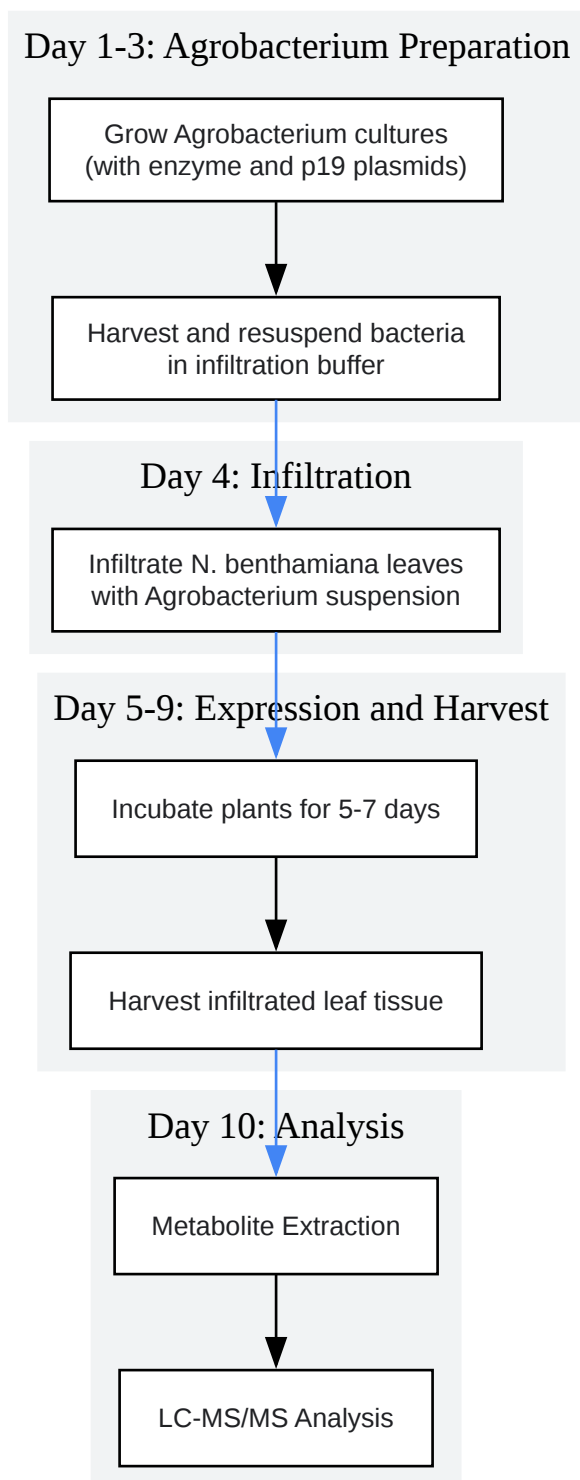 Day 1-3: Agrobacterium Preparation
Grow Agrobacterium cultures
(with enzyme and p19 plasmids)
Harvest and resuspend bacteria
in infiltration buffer
Day 4: Infiltration
Infiltrate N. benthamiana leaves
with Agrobacterium suspension
Day 5-9: Expression and Harvest
Incubate plants for 5-7 days
Harvest infiltrated leaf tissue
Day 10: Analysis
Metabolite Extraction
LC-MS/MS Analysis